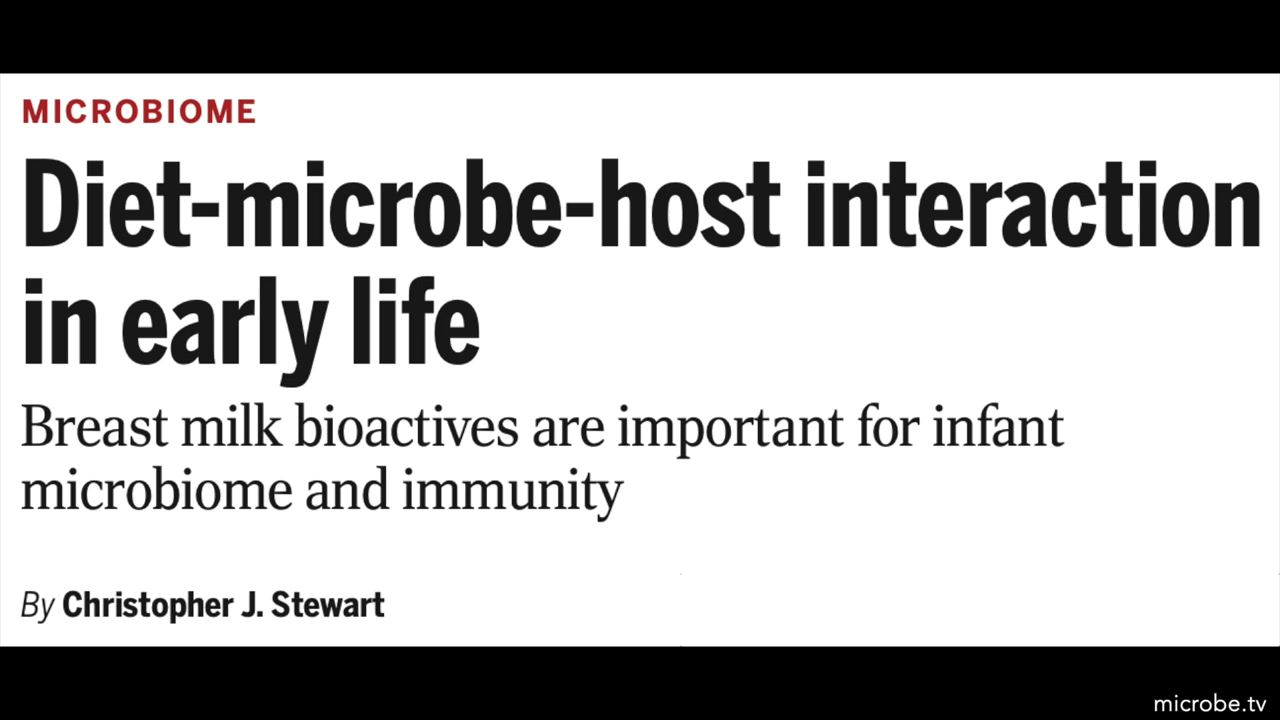 MICROBIOME
Diet-microbe-host interaction
in early life
Breast milk bioactives are important for infant
microbiome and immunity
By Christopher J. Stewart
microbe.tv